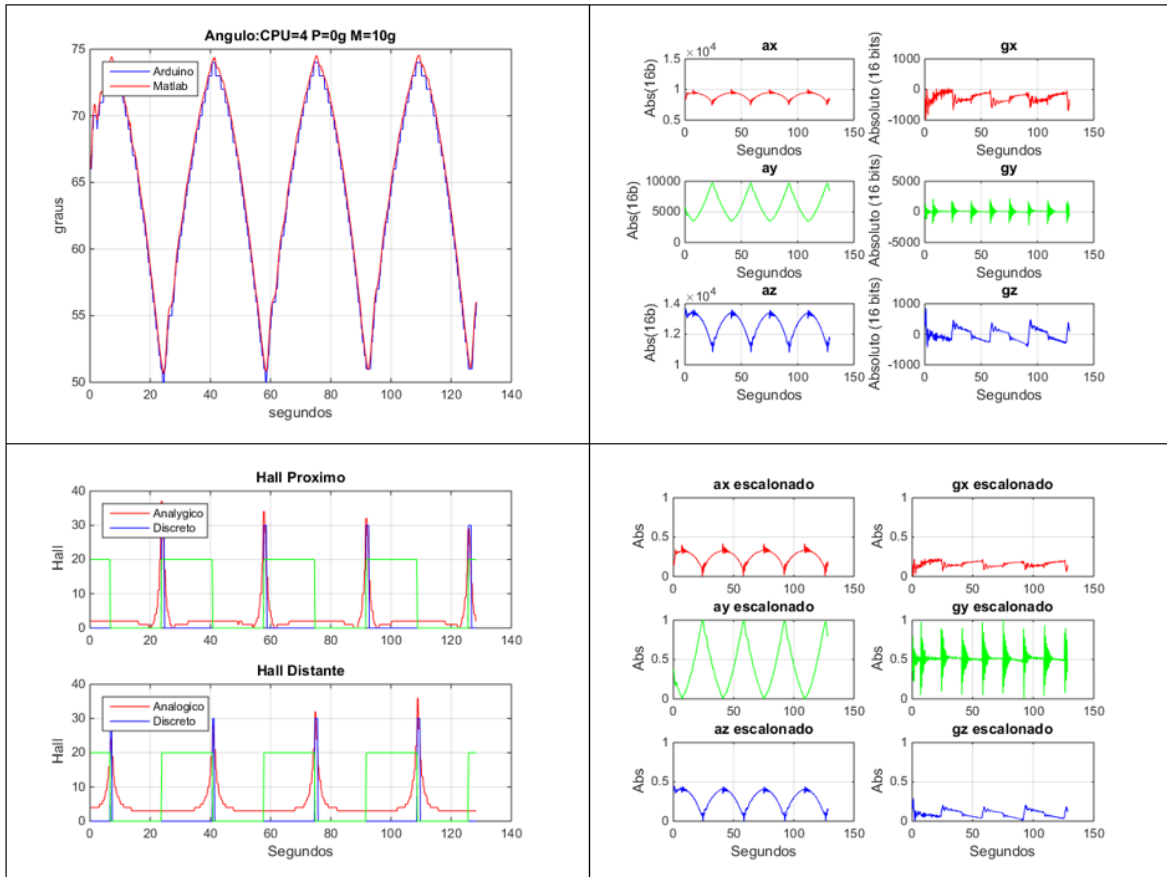 Angulo:CPU=4 P=0g M=10g
75
70
65
60
55
50
graus
Arduino
Matlab
0 20 40 60 80 100 120 140
segundos
ax
×10^4
1.5
1
0.5
Abs(16b)
0 50 100 150
Segundos
gx
1000
0
-1000
Absoluto (16 bits)
0 50 100 150
Segundos
ay
10000
5000
0
Abs(16b)
0 50 100 150
Segundos
gy
5000
0
-5000
Absoluto (16 bits)
0 50 100 150
Segundos
az
×10^4
1.4
1.2
1
Abs(16b)
0 50 100 150
Segundos
gz
1000
0
-1000
Absoluto (16 bits)
0 50 100 150
Segundos
Hall Proximo
40
30
20
10
0
Hall
Analygico
Discreto
0 20 40 60 80 100 120 140
Hall Distante
40
30
20
10
0
Hall
Analogico
Discreto
0 20 40 60 80 100 120 140
Segundos
ax escalonado
1
0.5
0
Abs
0 50 100 150
gx escalonado
1
0.5
0
Abs
0 50 100 150
ay escalonado
1
0.5
0
Abs
0 50 100 150
gy escalonado
1
0.5
0
Abs
0 50 100 150
az escalonado
1
0.5
0
Abs
0 50 100 150
Segundos
gz escalonado
1
0.5
0
Abs
0 50 100 150
Segundos